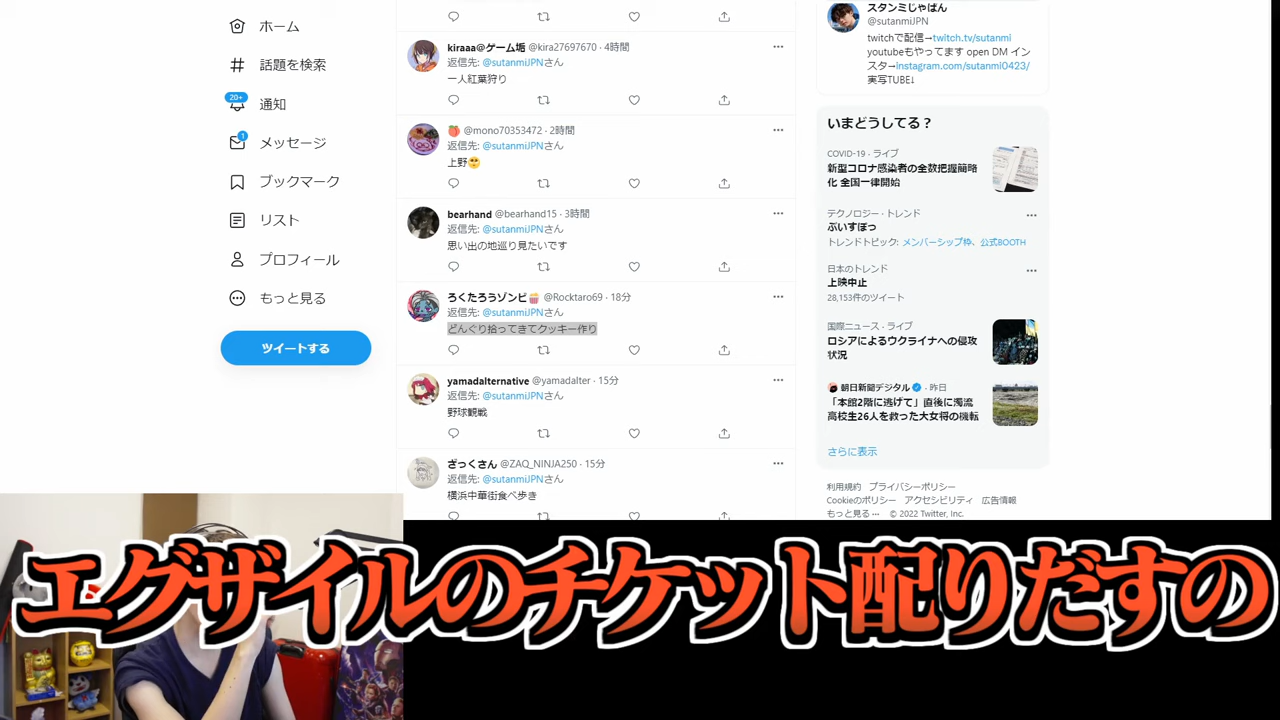 ホーム
話題を検索
20+
通知
1
メッセージ
ブックマーク
リスト
プロフィール
もっと見る
ツイートする
kiraaa＠ゲーム垢 @kira27697670 · 4時間
返信先: @sutanmiJPNさん
一人紅葉狩り
@mono70353472 · 2時間
返信先: @sutanmiJPNさん
上野
bearhand @bearhand15 · 3時間
返信先: @sutanmiJPNさん
思い出の地巡り見たいです
ろくたろうゾンビ @Rocktaro69 · 18分
返信先: @sutanmiJPNさん
どんぐり拾ってきてクッキー作り
yamadalternative @yamadalter · 15分
返信先: @sutanmiJPNさん
野球観戦
ざっくさん @ZAQ_NINJA250 · 15分
返信先: @sutanmiJPNさん
横浜中華街食べ歩き
スタンミじゃぱん
@sutanmiJPN
twitchで配信→twitch.tv/sutanmi
youtubeもやってます open DM イン
スタ→instagram.com/sutanmi0423/
実写TUBE↓
いまどうしてる？
COVID-19 · ライブ
新型コロナ感染者の全数把握簡略
化 全国一律開始
テクノロジー · トレンド
ぶいすぽっ
トレンドトピック: メンバーシップ枠、公式BOOTH
日本のトレンド
上映中止
28,153件のツイート
国際ニュース · ライブ
ロシアによるウクライナへの侵攻
状況
朝日新聞デジタル · 昨日
「本館2階に逃げて」直後に濁流
高校生26人を救った大女将の機転
さらに表示
利用規約 プライバシーポリシー
Cookieのポリシー アクセシビリティ 広告情報
もっと見る ··· © 2022 Twitter, Inc.
エグザイルのチケット配りだすの